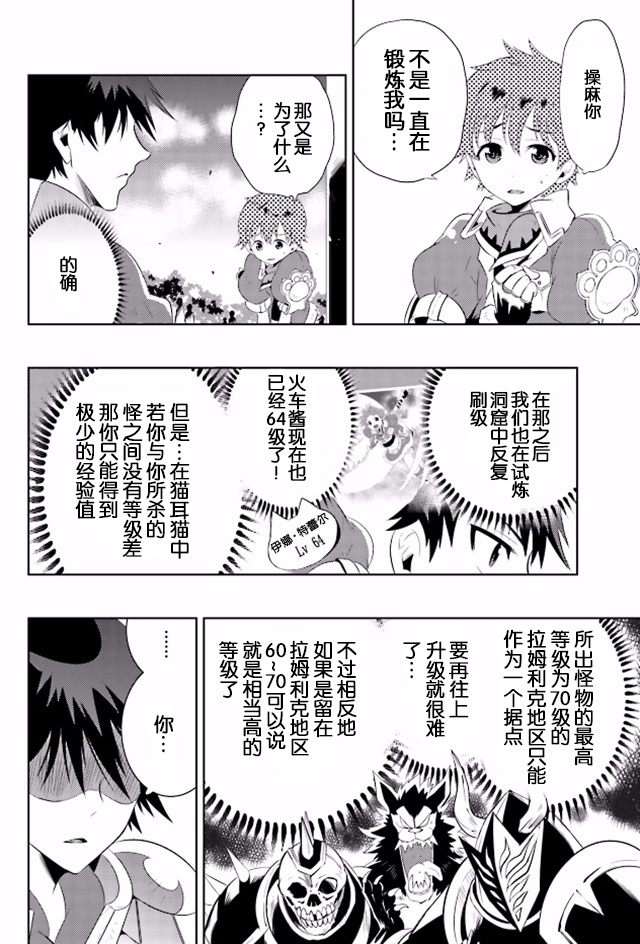 操麻你
不是一直在
锻炼我吗…
那又是
为了什么
…?
的确
在那之后
我们也在试炼
洞窟中反复
刷级
火车酱现在也
已经64级了!
伊娜·特蕾尔
Lv 64
但是…在猫耳猫中
若你与你所杀的
怪之间没有等级差
那你只能得到
极少的经验值
所出怪物的最高
等级为70级的
拉姆利克地区只能
作为一个据点
要再往上
升级就很难
了…
不过相反地
如果是留在
拉姆利克地区
60~70可以说
就是相当高的
等级了
……
你…